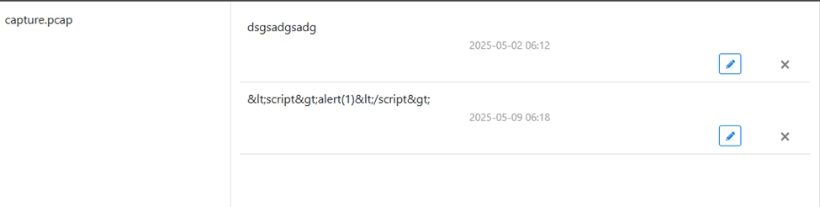 capture.pcap
dsgsadgsadg
2025-05-02 06:12
&lt;script&gt;alert(1)&lt;/script&gt;
2025-05-09 06:18